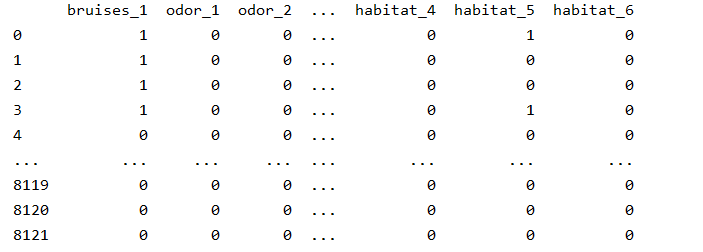 bruises_1 odor_1 odor_2 ... habitat_4 habitat_5 habitat_6
0 1 0 0 ... 0 1 0
1 1 0 0 ... 0 0 0
2 1 0 0 ... 0 0 0
3 1 0 0 ... 0 1 0
4 0 0 0 ... 0 0 0
... ... ... ... ... ... ... ...
8119 0 0 0 ... 0 0 0
8120 0 0 0 ... 0 0 0
8121 0 0 0 ... 0 0 0